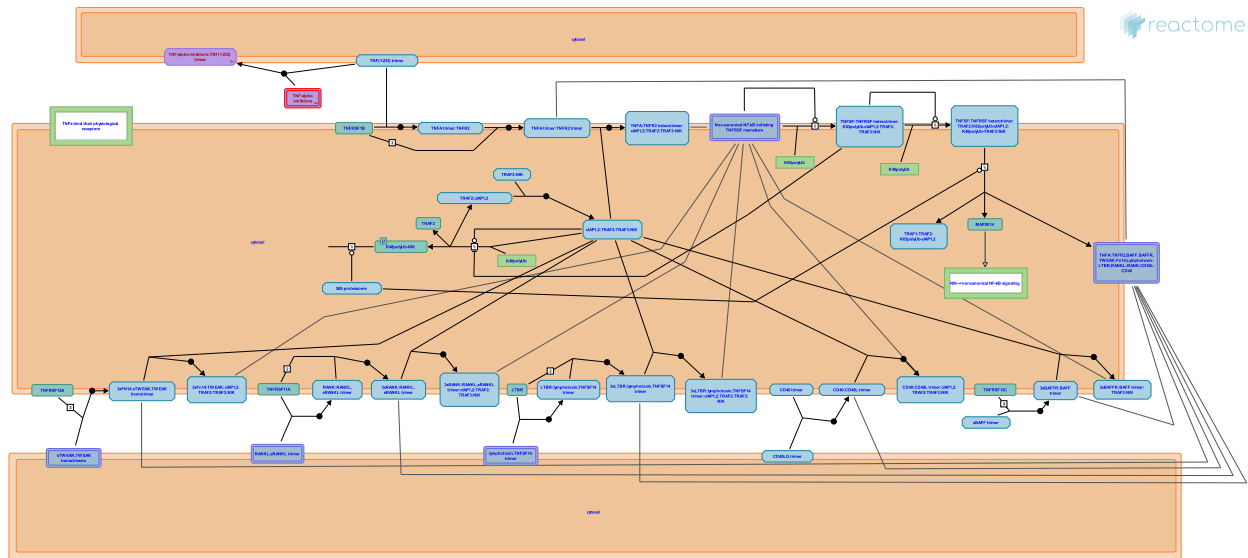 reactome
cytosol
TNFalpha inhibitors:TNF(1-233)
trimer
TNF(1-233) trimer
TNFalpha
inhibitors
TNFs bind their physiological
receptors
TNFRSF1B
TNFA trimer:TNFR2
TNFA trimer:TNFR2 trimer
TNFA:TNFR2 heterotrimer:
cIAP1,2:TRAF2:TRAF3:NIK
Non-canonical NF-kB initiating
TNFRSF members
TNFSF:TNFRSF heterotrimer:
K63polyUb-cIAP1,2:TRAF2:
TRAF3:NIK
TNFSF:TNFRSF heterotrimer:
TRAF2:K63polyUb-cIAP1,2:
K48polyUb-TRAF3:NIK
2
K63polyUb
K48polyUb
TRAF3:NIK
TRAF2:cIAP1,2
TRAF3
cIAP1,2:TRAF2:TRAF3:NIK
TRAF1:TRAF2:
K63polyUb-cIAP1,2
MAP3K14
cytosol
K48polyUb-NIK
K48polyUb
26S proteasome
NIK-->noncanonical NF-kB signaling
TNFA:TNFR2,BAFF:BAFFR,
TWEAK:Fn14,Lymphotoxin:
LTBR,RANKL:RANK,CD40L:
CD40
TNFRSF12A
3xFN14:sTWEAK,TWEAK
homotrimer
3xFn14:TWEAK:cIAP1,2:
TRAF2:TRAF3:NIK
TNFRSF11A
RANK:RANKL,
sRANKL trimer
3xRANK:RANKL,
sRANKL trimer
3xRANK:RANKL,sRANKL
trimer:cIAP1,2:TRAF2:
TRAF3:NIK
LTBR
LTBR:lymphotoxin,TNFSF14
trimer
3xLTBR:lymphotoxin,TNFSF14
trimer
3xLTBR:lymphotoxin,TNFSF14
trimer:cIAP1,2:TRAF2:TRAF3:
NIK
CD40 trimer
CD40:CD40L trimer
CD40:CD40L trimer:cIAP1,2:
TRAF2:TRAF3:NIK
TNFRSF13C
3xBAFFR:BAFF
trimer
3xBAFFR:BAFF trimer:
TRAF3:NIK
sBAFF trimer
sTWEAK,TWEAK
homotrimers
RANKL,sRANKL trimer
lymphotoxin,TNFSF14
trimer
CD40LG trimer
cytosol